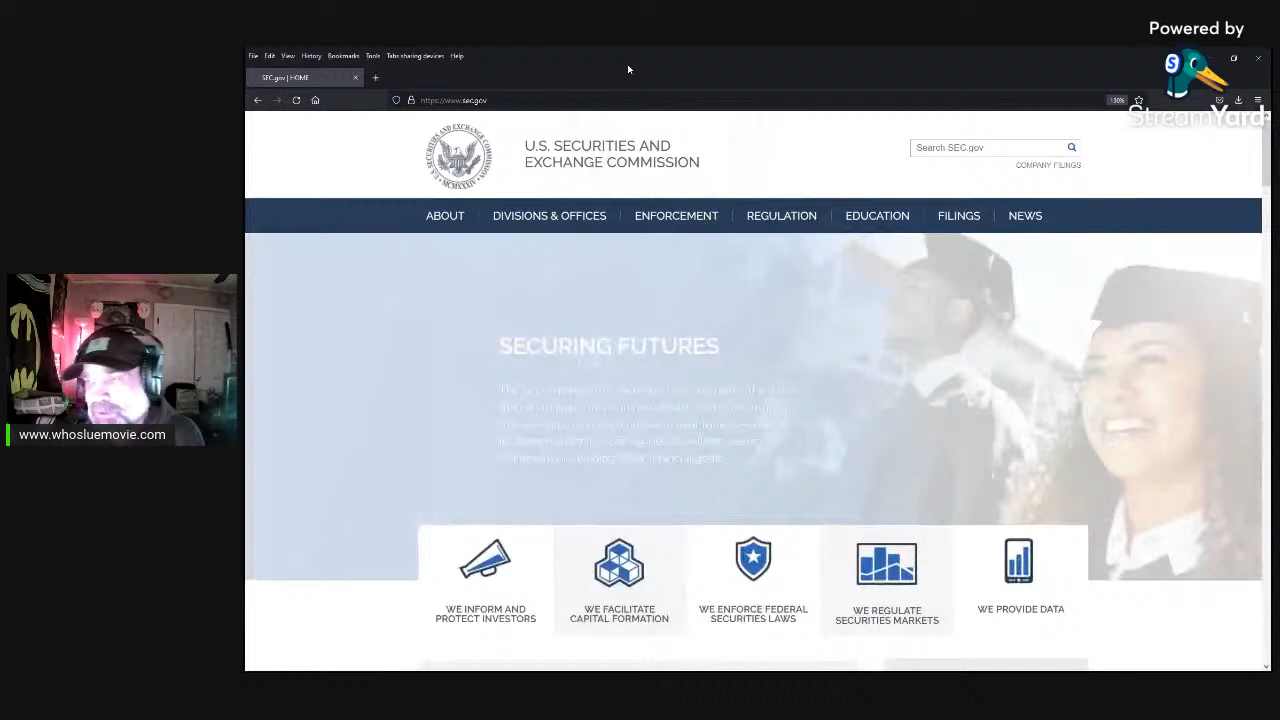 Powered by
StreamYard
File Edit View History Bookmarks Tools Tabs sharing devices Help
SEC.gov | HOME
https://www.sec.gov
130%
U.S. SECURITIES AND
EXCHANGE COMMISSION
Search SEC.gov
COMPANY FILINGS
ABOUT DIVISIONS & OFFICES ENFORCEMENT REGULATION EDUCATION FILINGS NEWS
SECURING FUTURES
www.whosluemovie.com
WE INFORM AND
PROTECT INVESTORS
WE FACILITATE
CAPITAL FORMATION
WE ENFORCE FEDERAL
SECURITIES LAWS
WE REGULATE
SECURITIES MARKETS
WE PROVIDE DATA